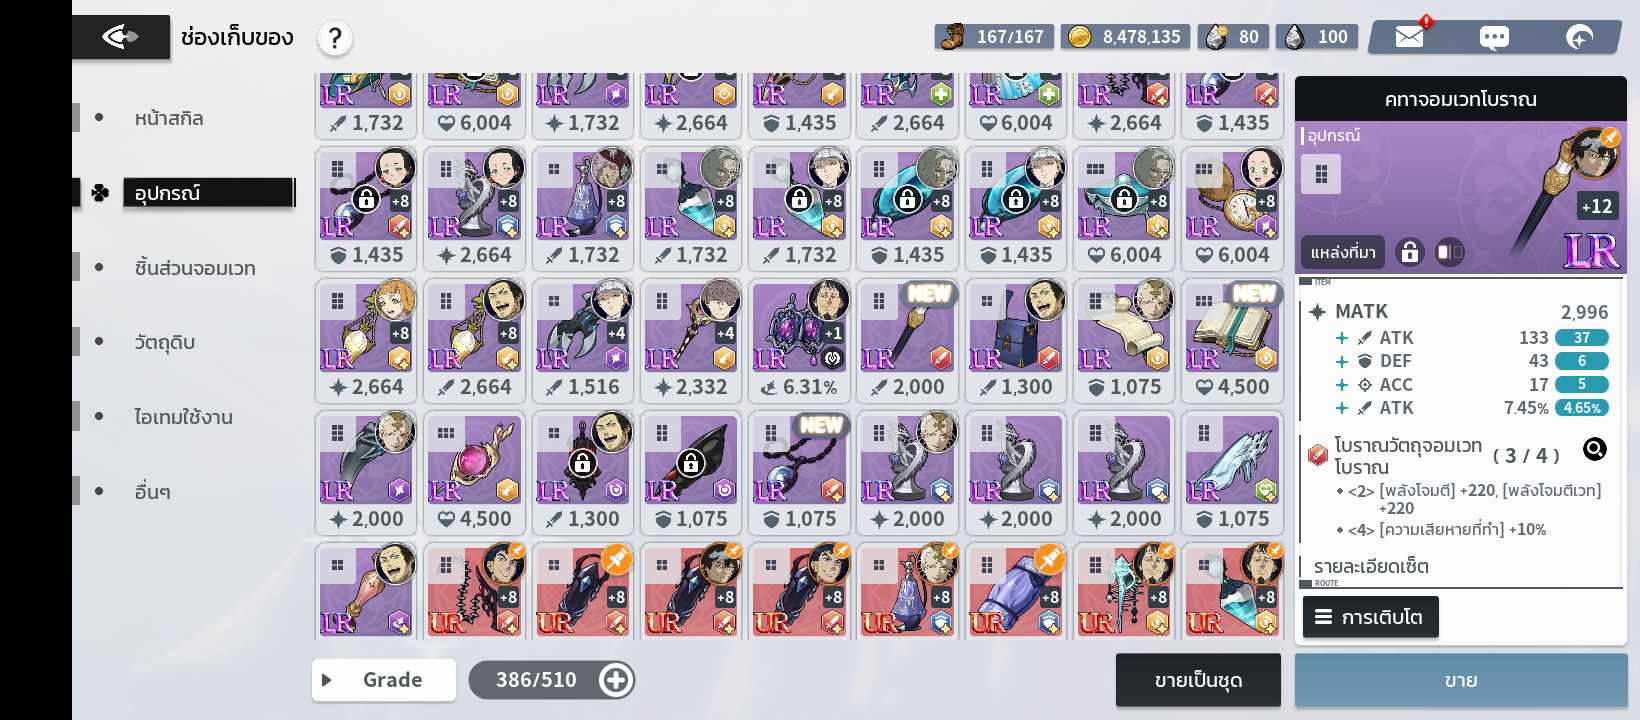 ช่องเก็บของ
?
167/167
8,478,135
80
100
หน้าสกิล
อุปกรณ์
ชิ้นส่วนจอมเวท
วัตถุดิบ
ไอเทมใช้งาน
อื่นๆ
LR LR LR LR LR LR LR LR LR
1,732 6,004 1,732 2,664 1,435 2,664 6,004 2,664 1,435
+8 +8 +8 +8 +8 +8 +8 +8 +8
LR LR LR LR LR LR LR LR LR
1,435 2,664 1,732 1,732 1,732 1,435 1,435 6,004 6,004
NEW NEW
+8 +8 +4 +4 +1
LR LR LR LR LR LR LR LR LR
2,664 2,664 1,516 2,332 6.31% 2,000 1,300 1,075 4,500
NEW
LR LR LR LR LR LR LR LR LR
2,000 4,500 1,300 1,075 1,075 2,000 2,000 2,000 1,075
+8 +8 +8 +8 +8 +8 +8 +8
LR UR UR UR UR UR UR UR UR
Grade
386/510
ขายเป็นชุด
คทาจอมเวทโบราณ
อุปกรณ์
+12
แหล่งที่มา
LR
ITEM
MATK 2,996
+ ATK 133 37
+ DEF 43 6
+ ACC 17 5
+ ATK 7.45% 4.65%
โบราณวัตถุจอมเวท
โบราณ
( 3 / 4 )
<2> [พลังโจมตี] +220, [พลังโจมตีเวท]
+220
<4> [ความเสียหายที่ทำ] +10%
รายละเอียดเซ็ต
ROUTE
การเติบโต
ขาย